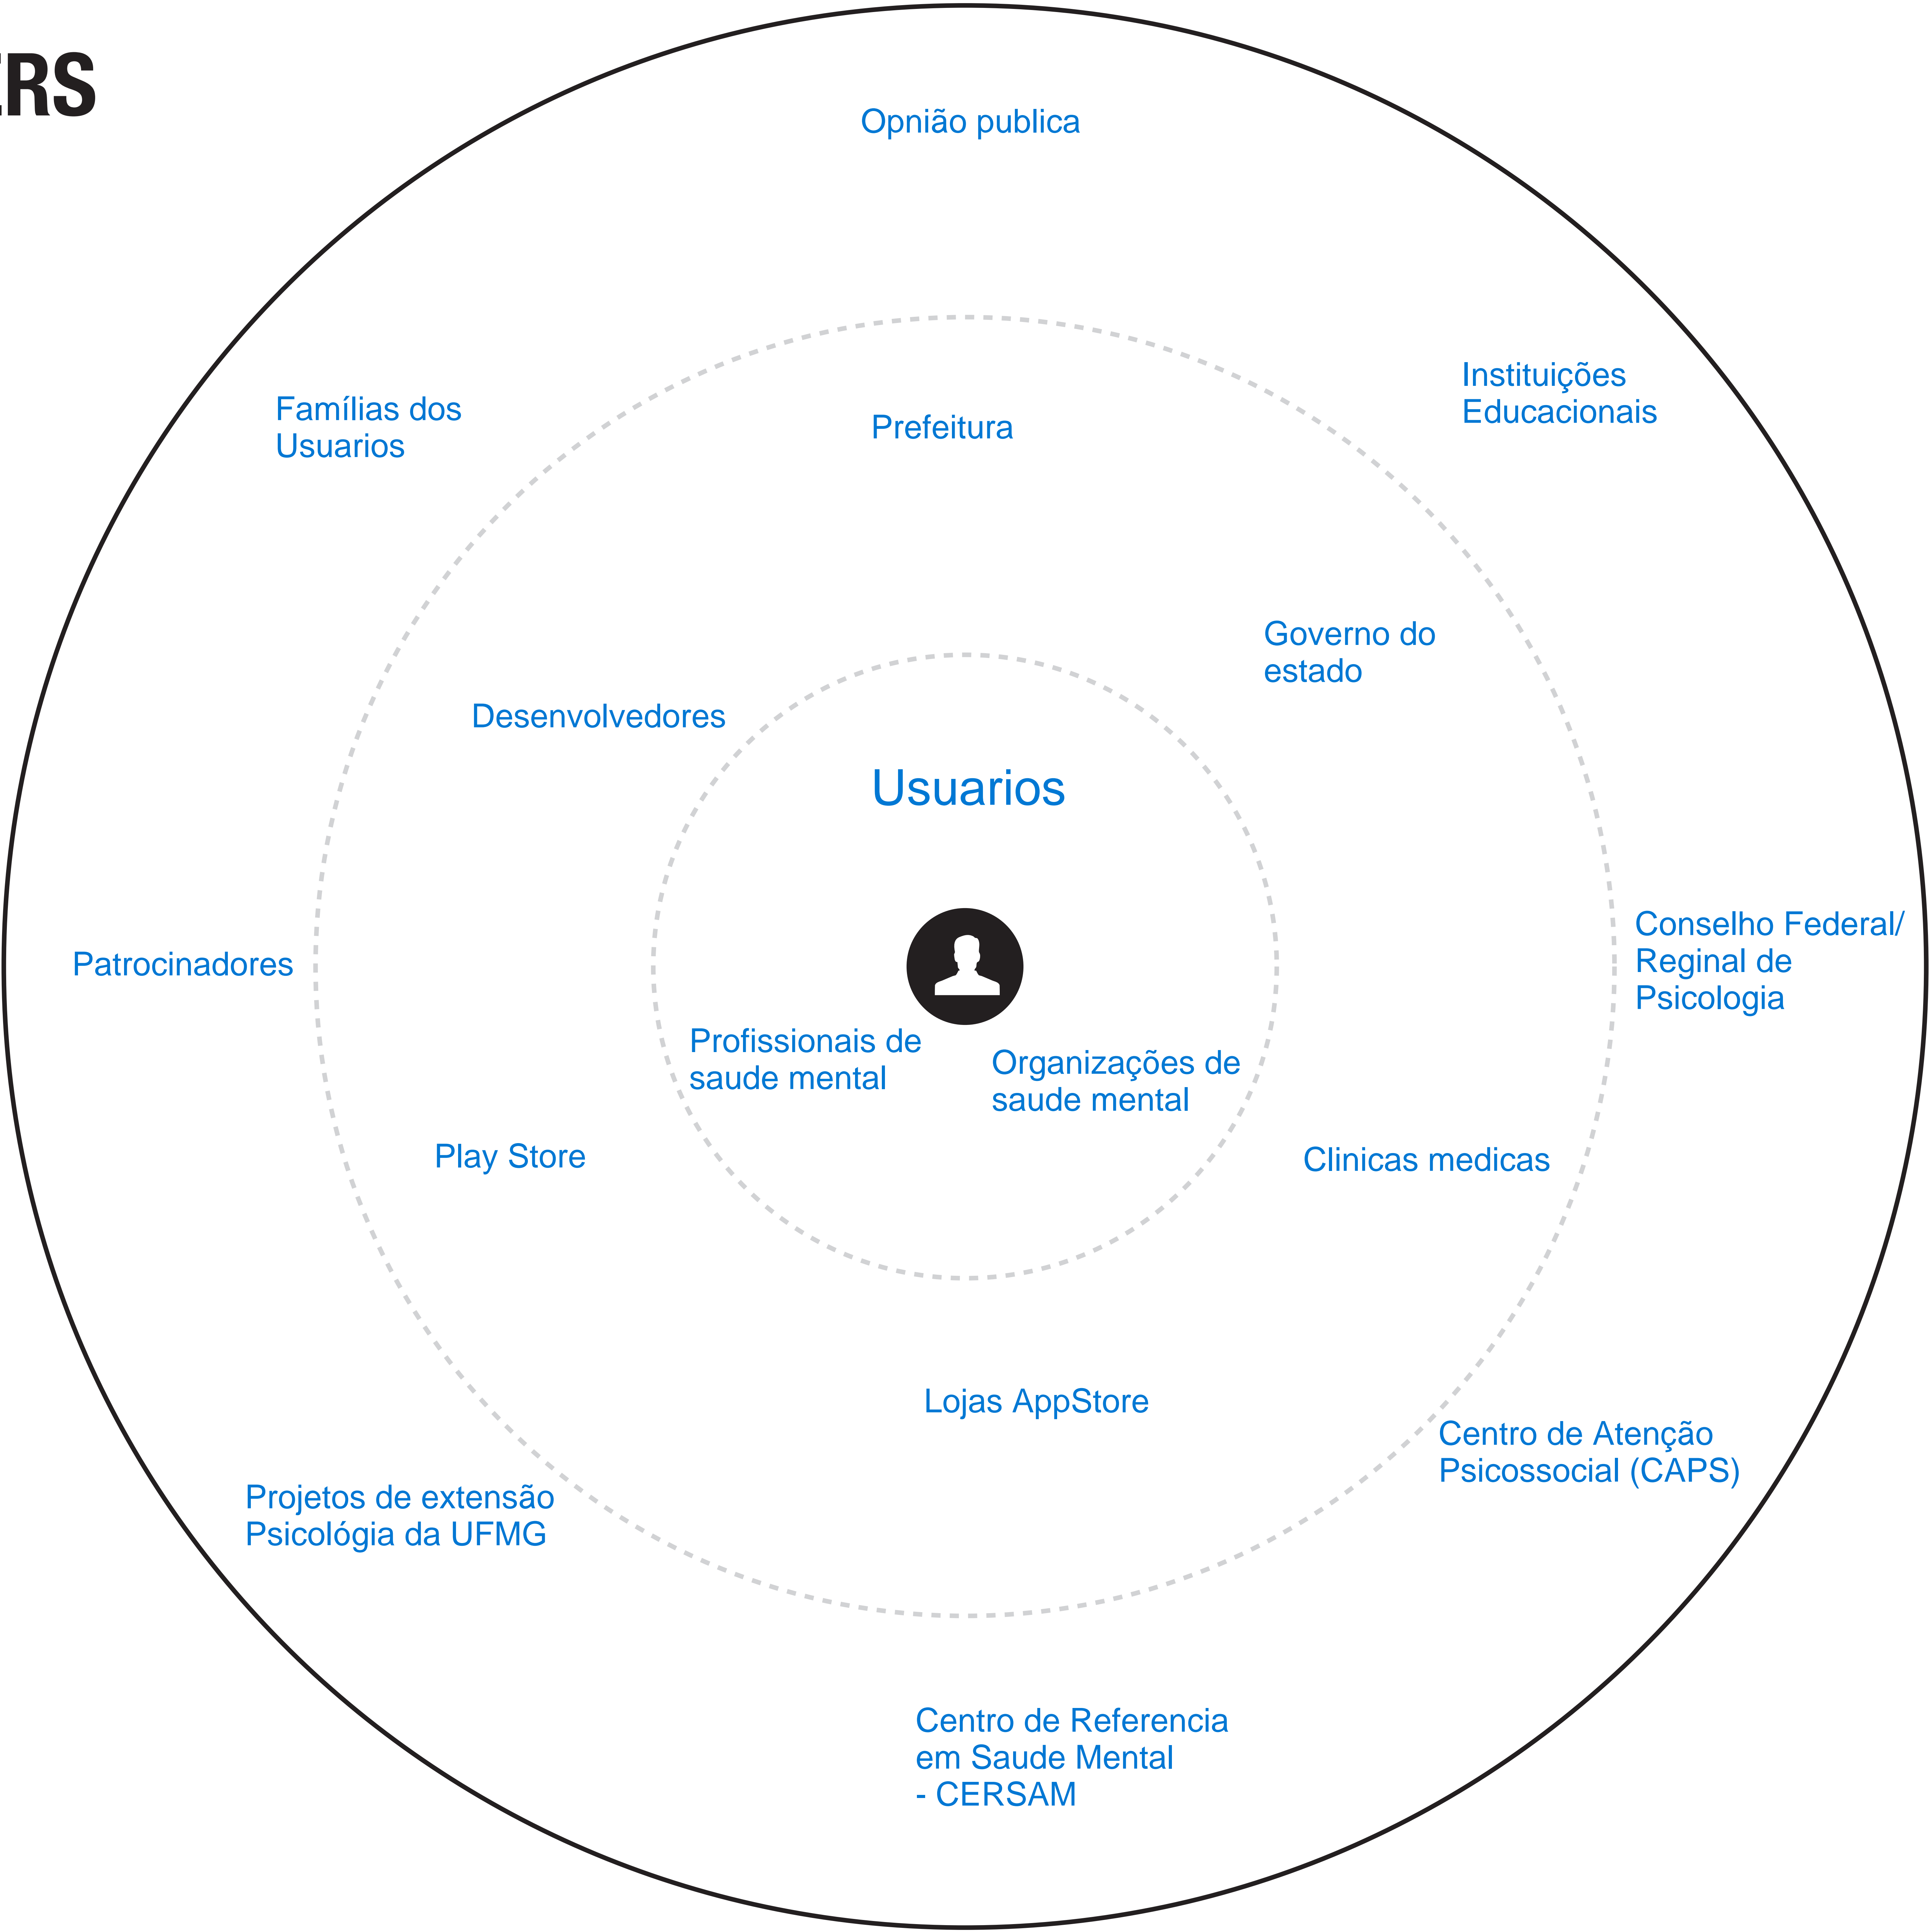 ERS
Opnião publica
Instituições
Educacionais
Famílias dos
Usuarios
Prefeitura
Governo do
estado
Desenvolvedores
Usuarios
Conselho Federal/
Reginal de
Psicologia
Patrocinadores
Profissionais de
saude mental
Organizações de
saude mental
Play Store
Clinicas medicas
Lojas AppStore
Centro de Atenção
Psicossocial (CAPS)
Projetos de extensão
Psicológia da UFMG
Centro de Referencia
em Saude Mental
- CERSAM